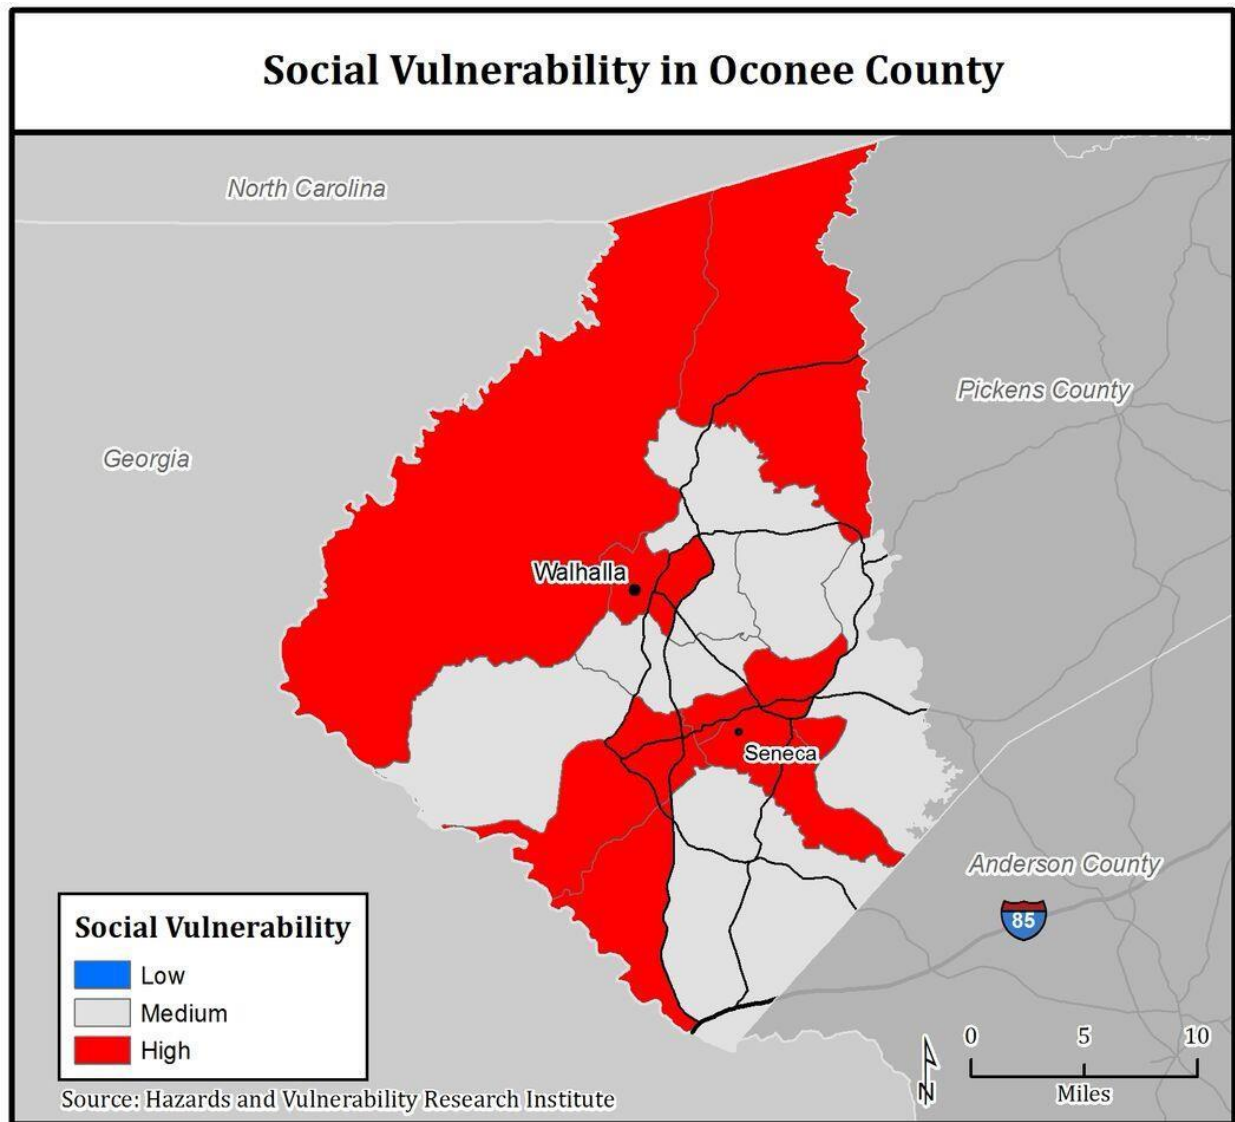 Social Vulnerability in Oconee County
North Carolina
Pickens County
Georgia
Walhalla
Seneca
Anderson County
85
Social Vulnerability
Low
Medium
High
0 5 10
Miles
N
Source: Hazards and Vulnerability Research Institute